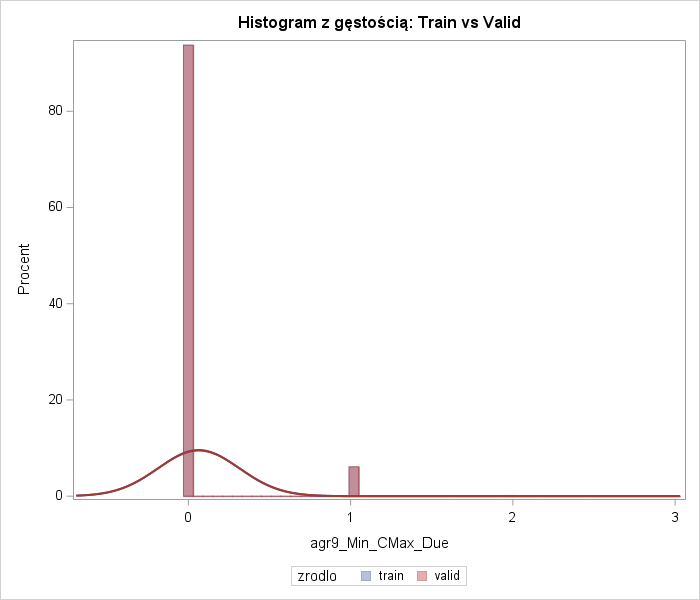 Histogram z gęstością: Train vs Valid
80
60
40
20
0
Procent
0 1 2 3
agr9_Min_CMax_Due
zrodlo train valid